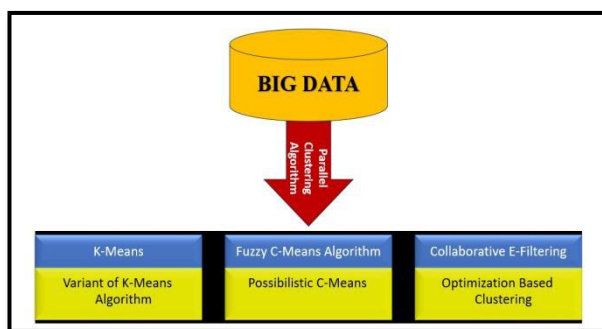 BIG DATA
Parallel
Clustering
Algorithm
K-Means
Fuzzy C-Means Algorithm
Collaborative E-Filtering
Variant of K-Means
Algorithm
Possibilistic C-Means
Optimization Based
Clustering